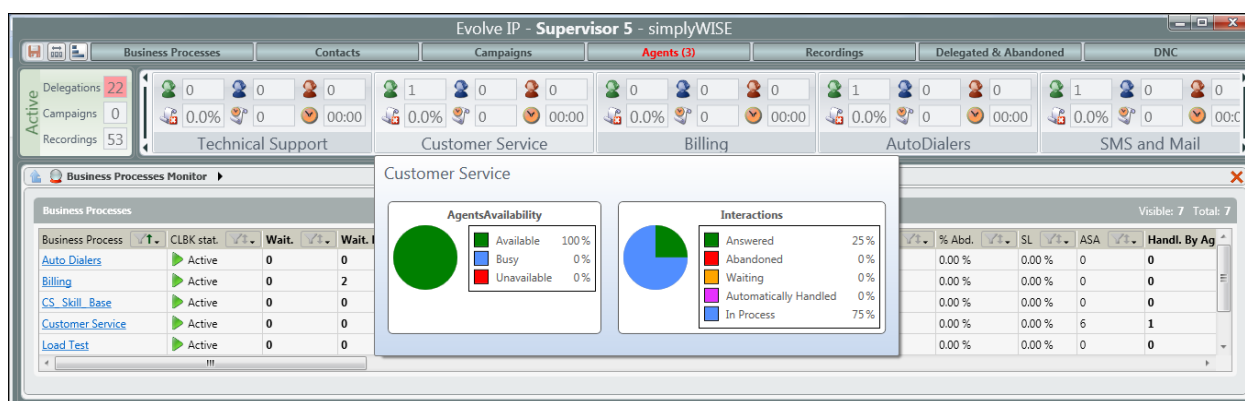 Evolve IP - Supervisor 5 - simplyWISE
Business Processes Contacts Campaigns Agents (3) Recordings Delegated & Abandoned DNC
Active
Delegations 22
Campaigns 0
Recordings 53
0 0 0
0.0% 0 00:00
Technical Support
1 0 0
0.0% 0 00:00
Customer Service
0 0 0
0.0% 0 00:00
Billing
1 0 0
0.0% 0 00:00
AutoDialers
1 0 0
0.0% 0
SMS and Mail
Business Processes Monitor
Customer Service
AgentsAvailability
Available 100%
Busy 0%
Unavailable 0%
Interactions
Answered 25%
Abandoned 0%
Waiting 0%
Automatically Handled 0%
In Process 75%
Business Processes Visible: 7 Total: 7
Business Process CLBK stat. Wait. Wait. % Abd. SL ASA Handl. By Ag
Auto Dialers Active 0 0 0.00 % 0.00 % 0 0
Billing Active 0 2 0.00 % 0.00 % 0 0
CS_Skill_Base Active 0 0 0.00 % 0.00 % 0 0
Customer Service Active 0 0 0.00 % 0.00 % 6 1
Load Test Active 0 0 0.00 % 0.00 % 0 0